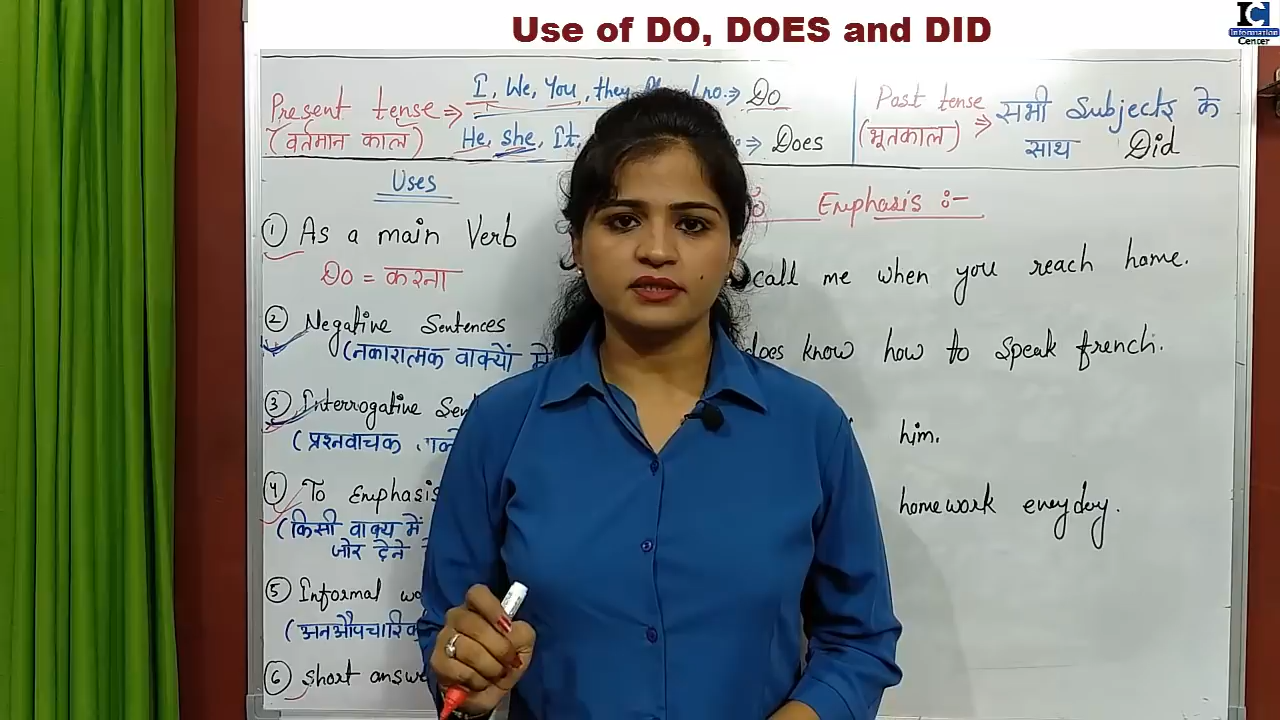 Use of DO, DOES and DID
IC
Information
Center
Present tense ⇒ I, We, You, they, ⇒ Do
(वर्तमान काल) He, she, It, ⇒ Does
Past tense ⇒ सभी Subjects के
(भूतकाल) साथ Did
Uses
① As a main Verb
Do = करना
② Negative Sentences
(नकारात्मक वाक्यों में
③ Interrogative
(प्रश्नवाचक
④ To Emphasis
(किसी वाक्य में
जोर देने
⑤ Informal
⑥ Short
Emphasis :-
call me when you reach home.
does know how to speak french.
him.
homework everyday.